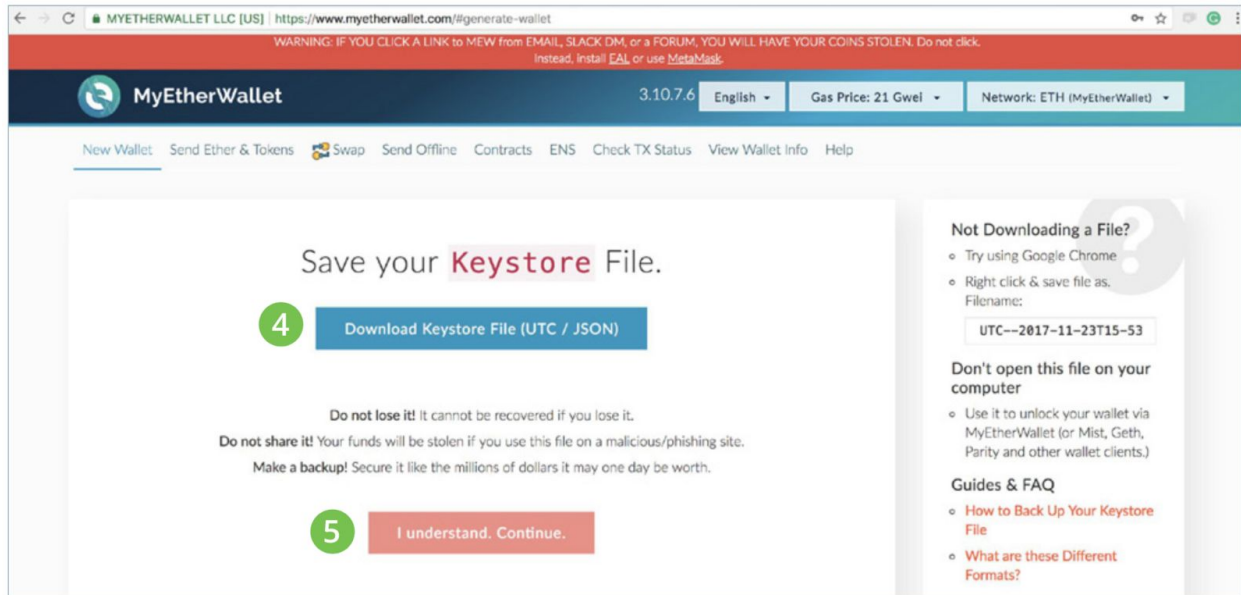 MYETHERWALLET LLC [US] https://www.myetherwallet.com/#generate-wallet
WARNING: IF YOU CLICK A LINK to MEW from EMAIL, SLACK DM, or a FORUM, YOU WILL HAVE YOUR COINS STOLEN. Do not click.
Instead, install EAL or use MetaMask.
MyEtherWallet 3.10.7.6 English Gas Price: 21 Gwei Network: ETH (MyEtherWallet)
New Wallet Send Ether & Tokens Swap Send Offline Contracts ENS Check TX Status View Wallet Info Help
Save your Keystore File.
4 Download Keystore File (UTC / JSON)
Do not lose it! It cannot be recovered if you lose it.
Do not share it! Your funds will be stolen if you use this file on a malicious/phishing site.
Make a backup! Secure it like the millions of dollars it may one day be worth.
5 I understand. Continue.
?
Not Downloading a File?
Try using Google Chrome
Right click & save file as.
Filename:
UTC--2017-11-23T15-53
Don't open this file on your
computer
Use it to unlock your wallet via
MyEtherWallet (or Mist, Geth,
Parity and other wallet clients.)
Guides & FAQ
How to Back Up Your Keystore
File
What are these Different
Formats?